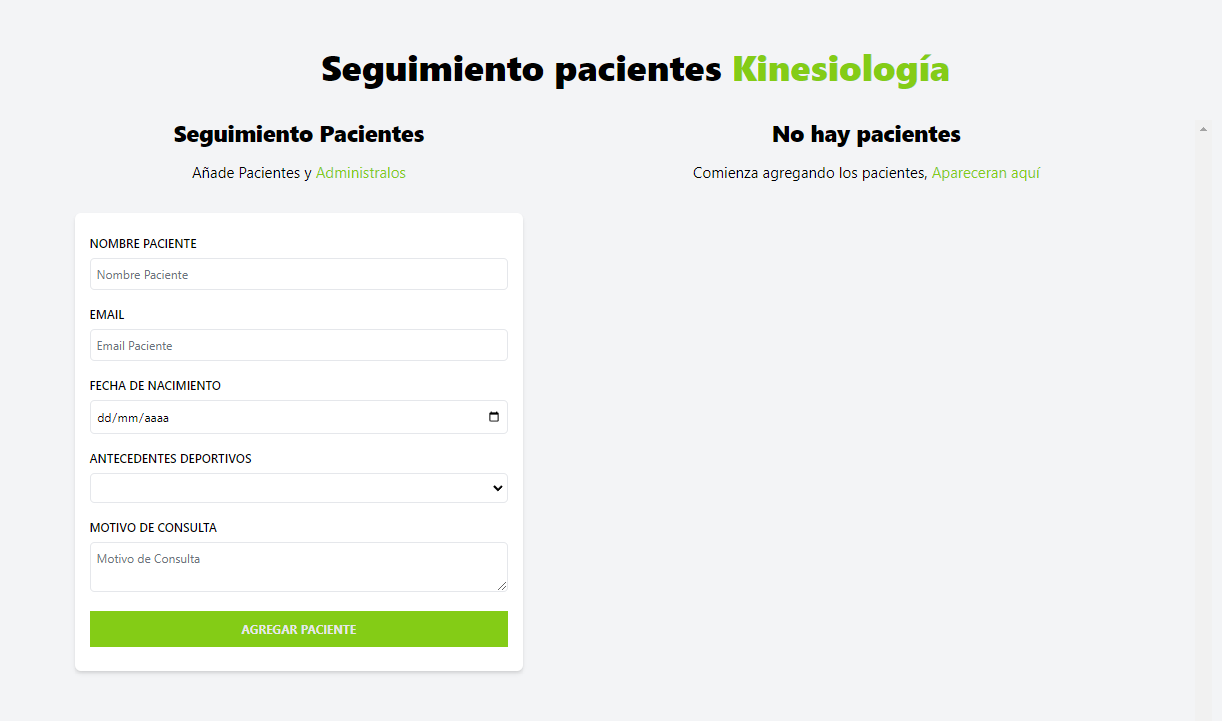 Seguimiento pacientes Kinesiología
Seguimiento Pacientes
Añade Pacientes y Administralos
NOMBRE PACIENTE
Nombre Paciente
EMAIL
Email Paciente
FECHA DE NACIMIENTO
dd/mm/aaaa
ANTECEDENTES DEPORTIVOS
MOTIVO DE CONSULTA
Motivo de Consulta
AGREGAR PACIENTE
No hay pacientes
Comienza agregando los pacientes, Apareceran aquí